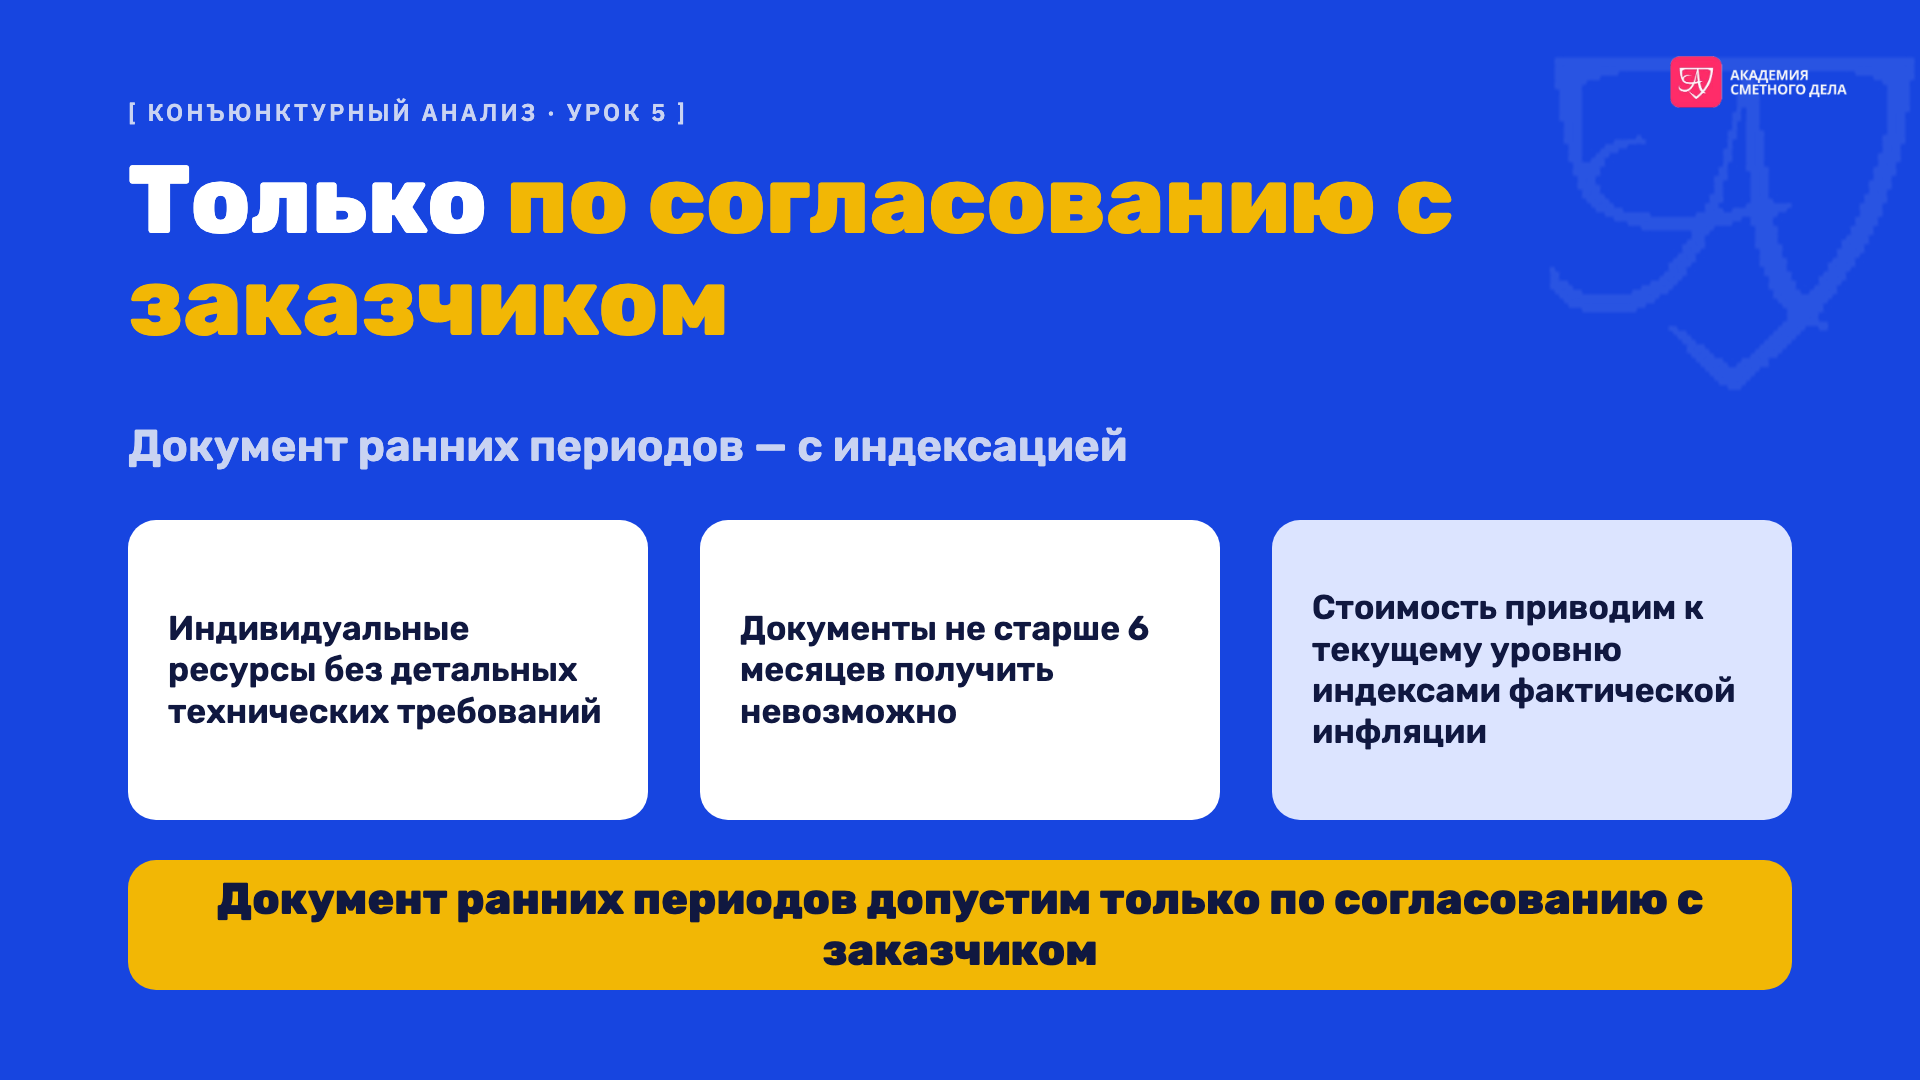 АКАДЕМИЯ
СМЕТНОГО ДЕЛА
[ КОНЪЮНКТУРНЫЙ АНАЛИЗ · УРОК 5 ]
Только по согласованию с
заказчиком
Документ ранних периодов — с индексацией
Индивидуальные
ресурсы без детальных
технических требований
Документы не старше 6
месяцев получить
невозможно
Стоимость приводим к
текущему уровню
индексами фактической
инфляции
Документ ранних периодов допустим только по согласованию с
заказчиком